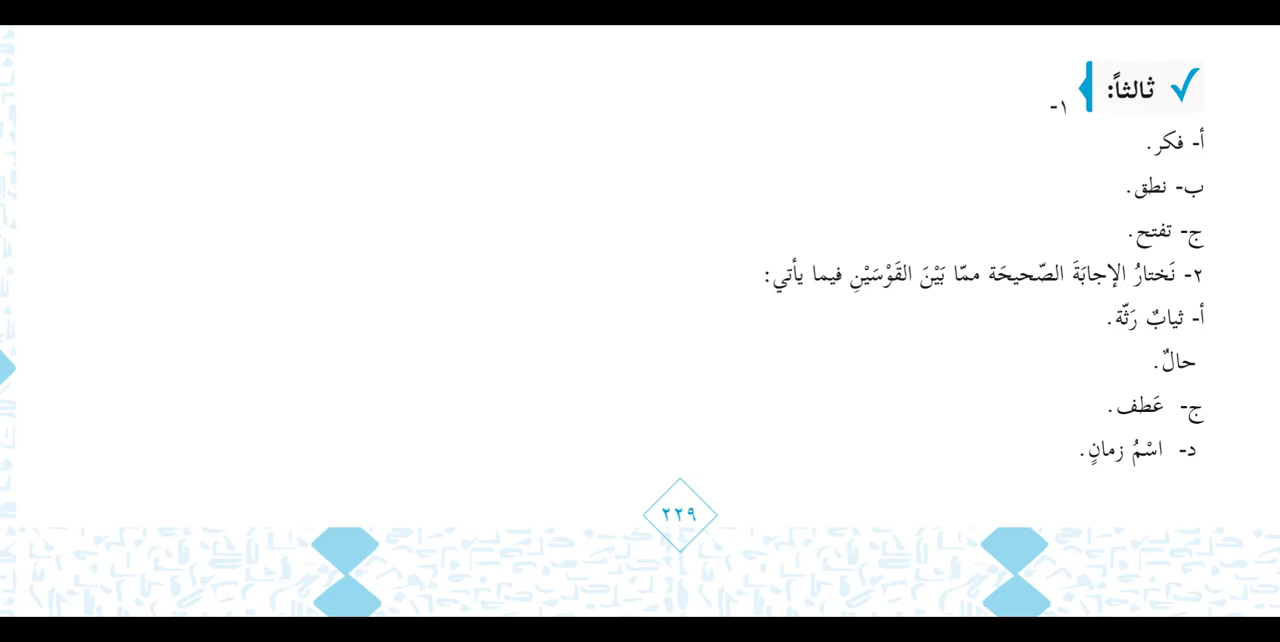 ثالثاً:
١-
أ- فكر.
ب- نطق.
ج- تفتح.
٢- نَختارُ الإجابَةَ الصّحيحَة ممّا بَيْنَ القَوْسَيْنِ فيما يأتي:
أ- ثيابٌ رَثّة.
حالٌ.
ج- عَطف.
د- اسْمُ زمانٍ.
٢٢٩